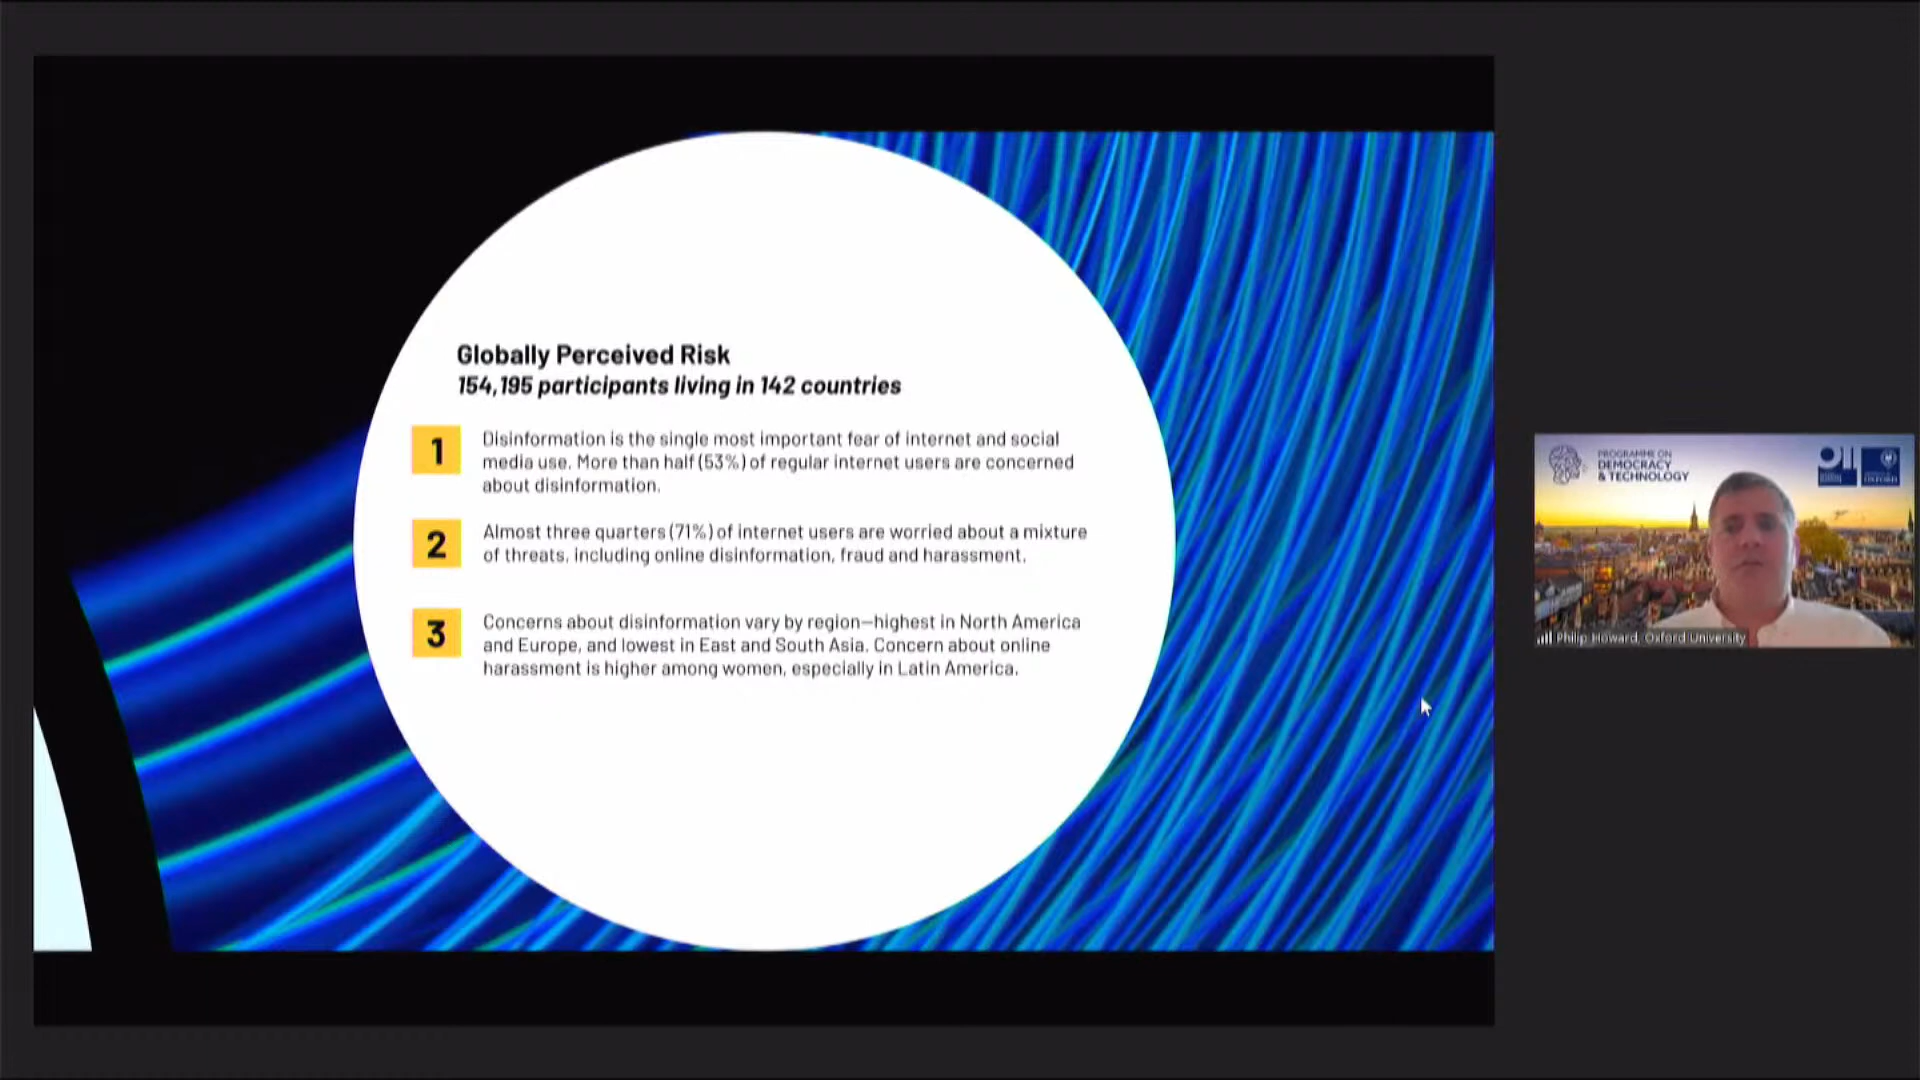 Globally Perceived Risk
154,195 participants living in 142 countries
1
Disinformation is the single most important fear of internet and social
media use. More than half (53%) of regular internet users are concerned
about disinformation.
2
Almost three quarters (71%) of internet users are worried about a mixture
of threats, including online disinformation, fraud and harassment.
3
Concerns about disinformation vary by region—highest in North America
and Europe, and lowest in East and South Asia. Concern about online
harassment is higher among women, especially in Latin America.
PROGRAMME ON
DEMOCRACY
& TECHNOLOGY
OII
OXFORD
Philip Howard, Oxford University